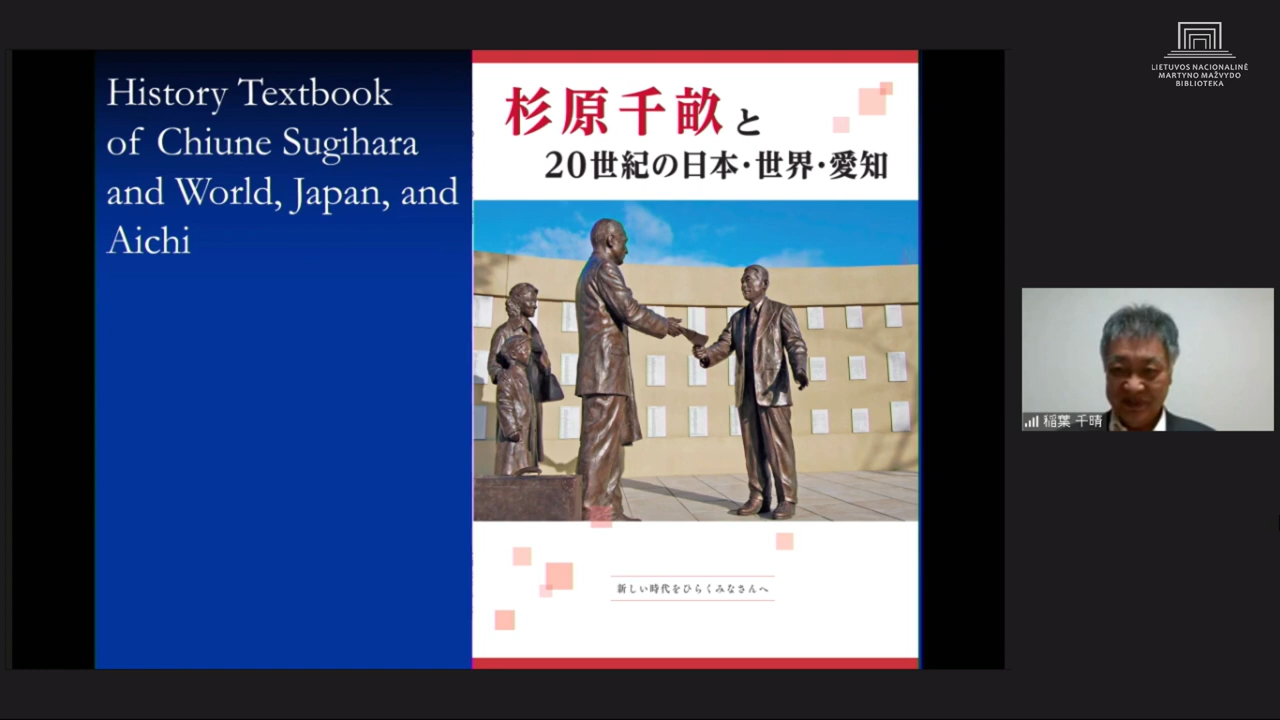 History Textbook
of Chiune Sugihara
and World, Japan, and
Aichi
杉原千畝と
20世紀の日本・世界・愛知
新しい時代をひらくみなさんへ
LIETUVOS NACIONALINĖ
MARTYNO MAŽVYDO
BIBLIOTEKA
稲葉 千晴